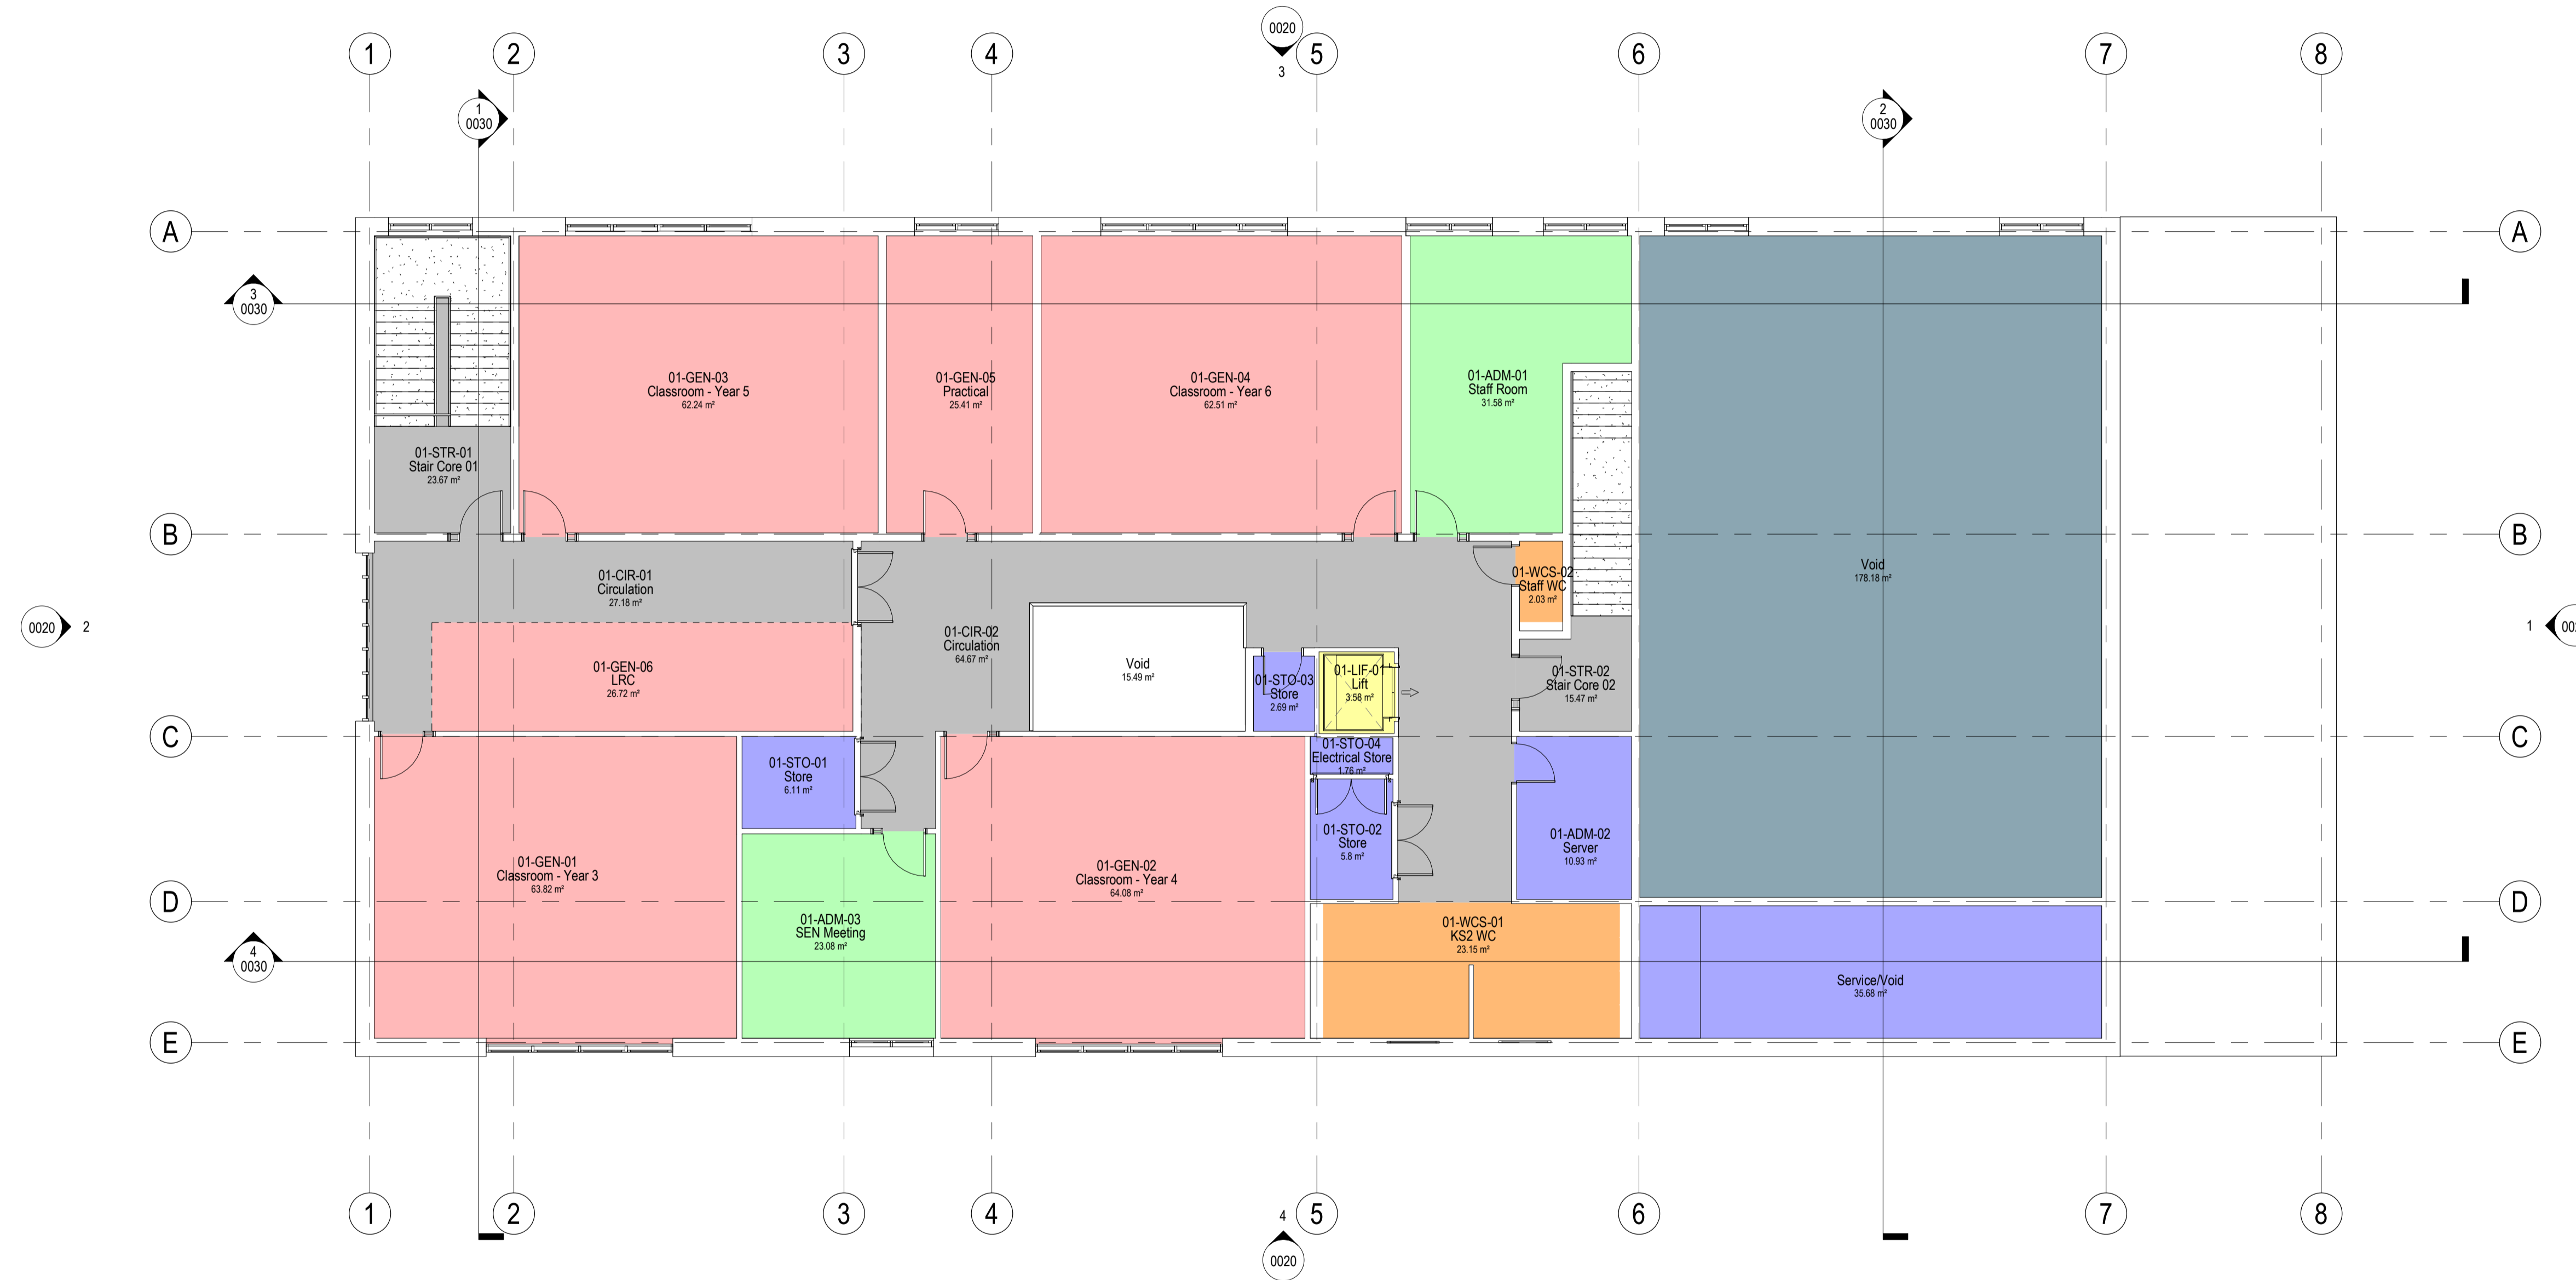 0020
3
1
2
3
4
5
6
7
8
1
0030
2
0030
A
A
3
0030
01-GEN-03
Classroom - Year 5
62.24 m²
01-GEN-05
Practical
25.41 m²
01-GEN-04
Classroom - Year 6
62.51 m²
01-ADM-01
Staff Room
31.58 m²
01-STR-01
Stair Core 01
23.67 m²
B
B
01-CIR-01
Circulation
27.18 m²
01-WCS-02
Staff WC
2.03 m²
Void
178.18 m²
0020
2
1
01-CIR-02
Circulation
64.67 m²
01-GEN-06
LRC
26.72 m²
Void
15.49 m²
01-STO-03
Store
2.69 m²
01-LIF-01
Lift
3.58 m²
01-STR-02
Stair Core 02
15.47 m²
C
C
01-STO-01
Store
6.11 m²
01-STO-04
Electrical Store
1.76 m²
01-STO-02
Store
5.8 m²
01-ADM-02
Server
10.93 m²
01-GEN-01
Classroom - Year 3
63.82 m²
01-GEN-02
Classroom - Year 4
64.08 m²
D
D
01-ADM-03
SEN Meeting
23.08 m²
01-WCS-01
KS2 WC
23.15 m²
4
0030
Service/Void
35.68 m²
E
E
1
2
3
4
5
6
7
8
4
0020